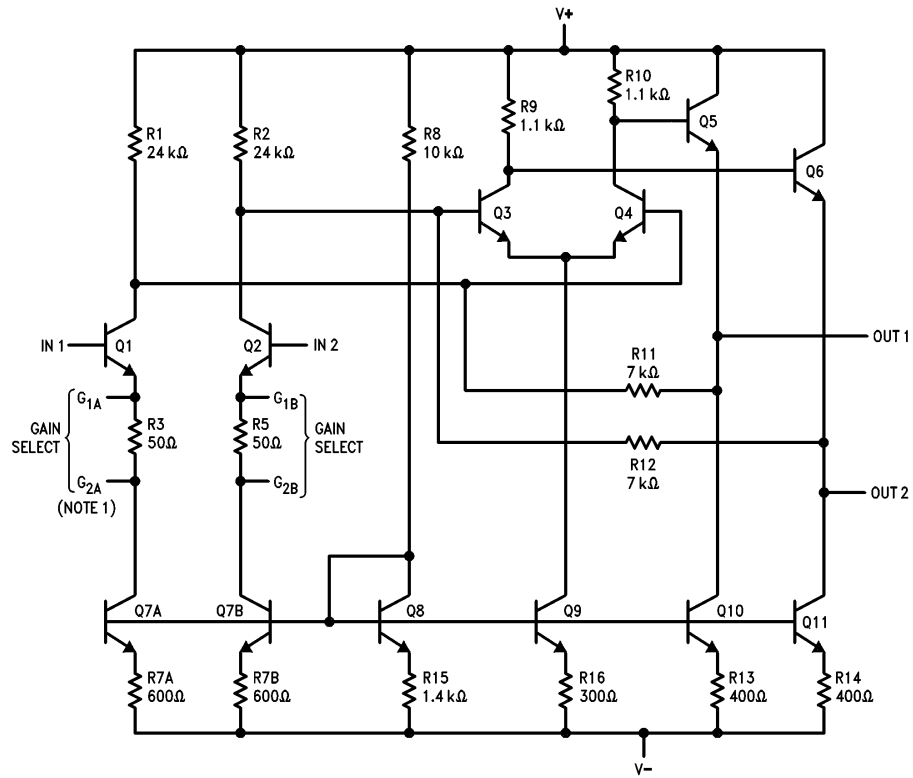 V+
R1
24 kΩ
R2
24 kΩ
R8
10 kΩ
R9
1.1 kΩ
R10
1.1 kΩ
Q5
Q6
Q3
Q4
IN 1
Q1
Q2
IN 2
OUT 1
R11
7 kΩ
G1A
R3
50Ω
G2A
GAIN
SELECT
(NOTE 1)
G1B
R5
50Ω
G2B
GAIN
SELECT
R12
7 kΩ
OUT 2
Q7A
Q7B
Q8
Q9
Q10
Q11
R7A
600Ω
R7B
600Ω
R15
1.4 kΩ
R16
300Ω
R13
400Ω
R14
400Ω
V−